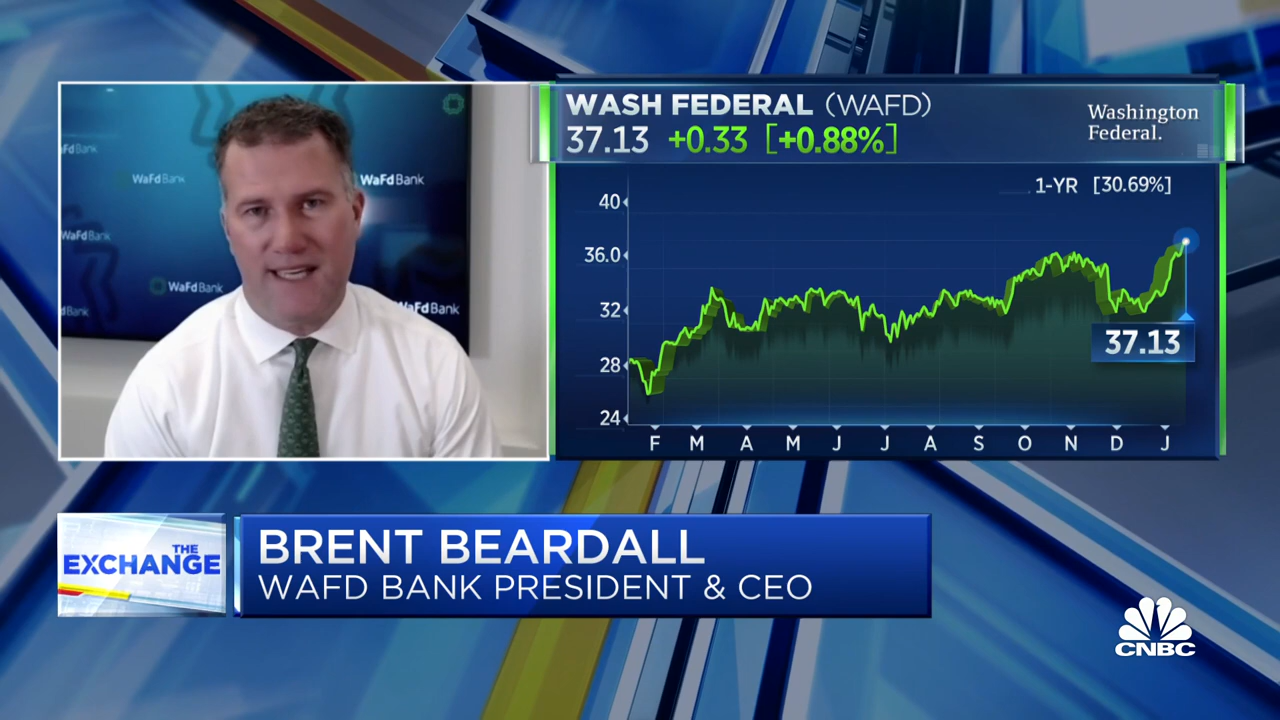 WASH FEDERAL (WAFD)
37.13 +0.33 [+0.88%]
Washington
Federal.
1-YR [30.69%]
40
36.0
32
28
24
37.13
F M A M J J A S O N D J
aFd Bank
WaFd Bank
WaFd Bank
WaFd Bank
WaFd Bank
WaFd Bank
THE
EXCHANGE
BRENT BEARDALL
WAFD BANK PRESIDENT & CEO
CNBC